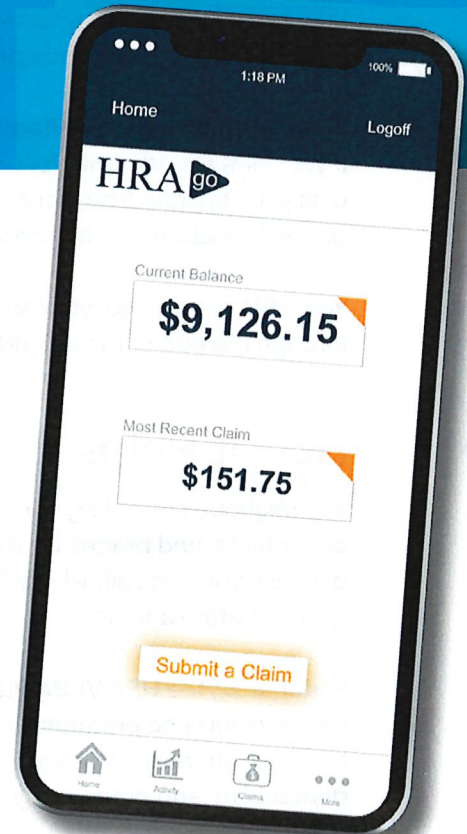 1:18 PM
100%
Home
Logoff
HRA go
Current Balance
$9,126.15
Most Recent Claim
$151.75
Submit a Claim
Home
Activity
Claims
More